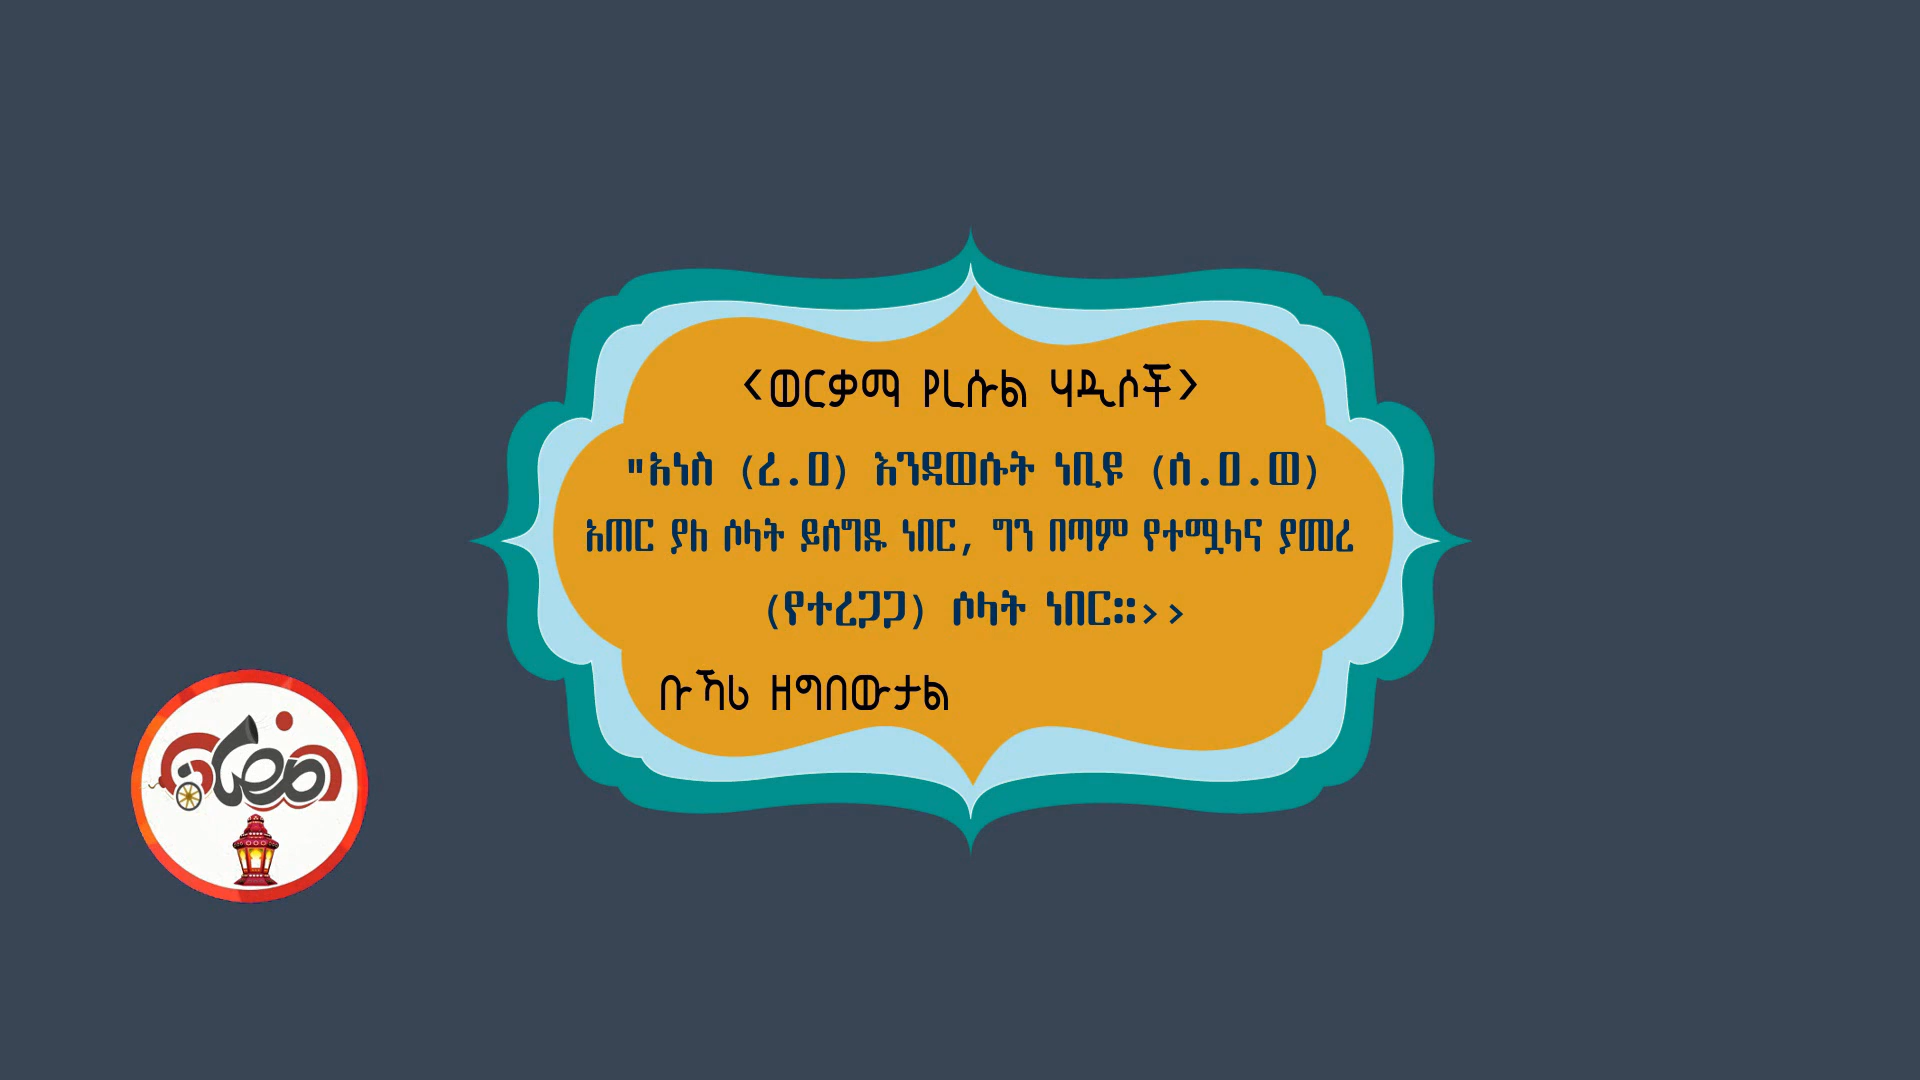 <ወርቃማ የረሱል ሃዲሶች>
"አነስ (ረ.ዐ) እንዳወሱት ነቢዩ (ሰ.ዐ.ወ)
አጠር ያለ ሶላት ይሰግዱ ነበር, ግን በጣም የተሟላና ያመረ
(የተረጋጋ) ሶላት ነበር።>>
ቡኻሪ ዘግበውታል
رمضان